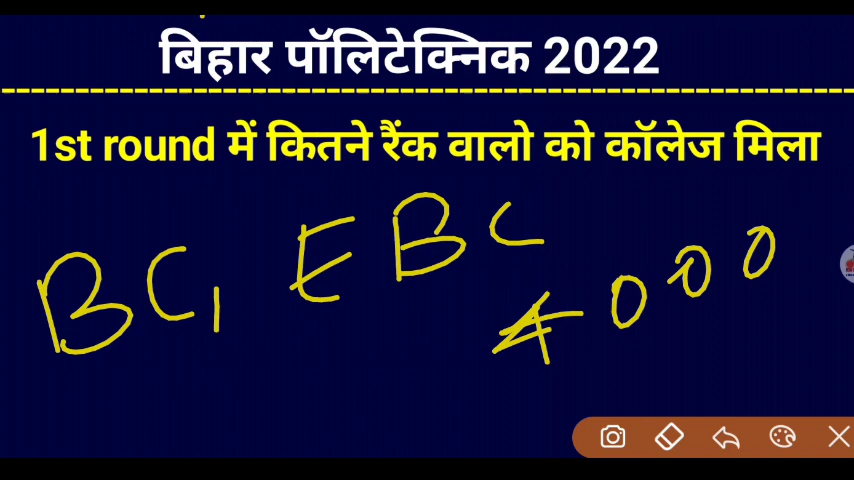 बिहार पॉलिटेक्निक 2022
1st round में कितने रैंक वालो को कॉलेज मिला
BC, EBC
4000